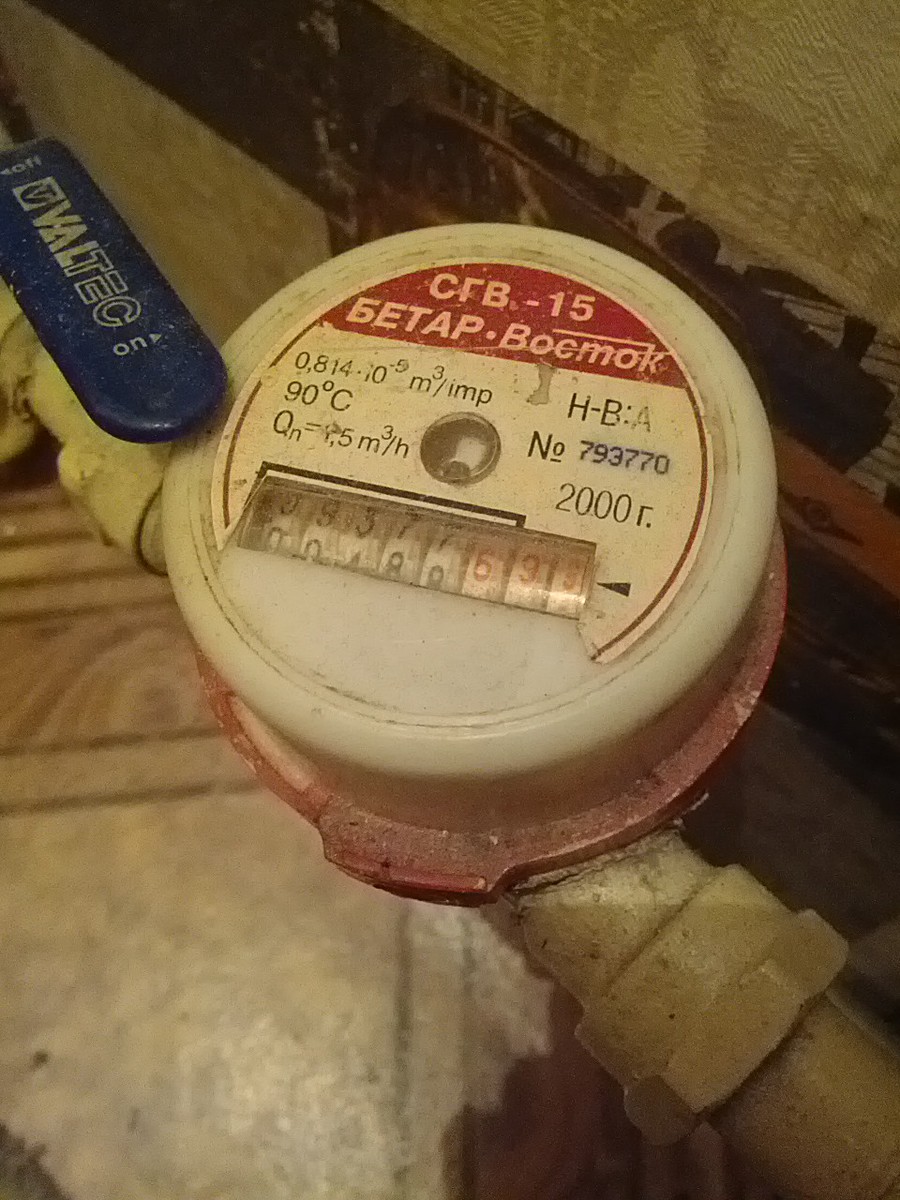 off
VALTEC
on
СГВ-15
БЕТАР·Восток
0,814·10⁻⁵ m³/imp
90°C
Qn=1,5 m³/h
Н-В:А
№ 793770
2000г.